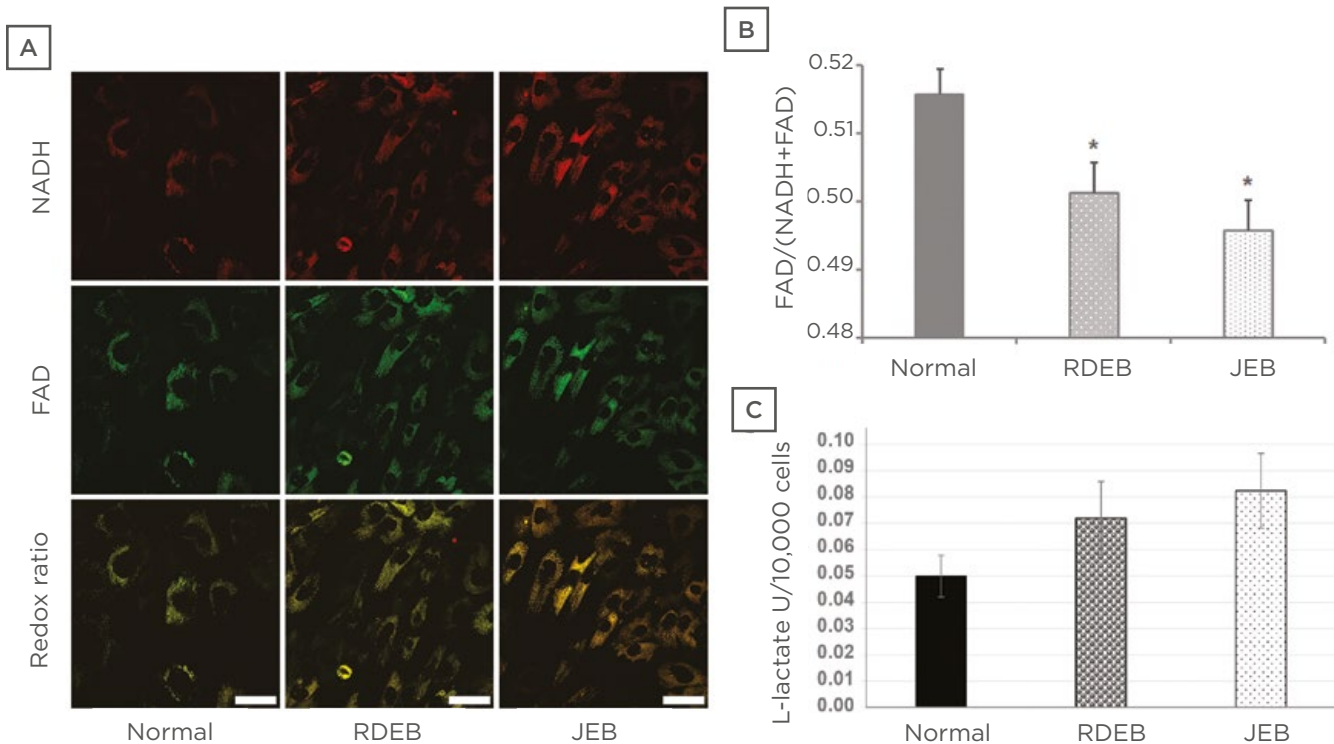 A
NADH
FAD
Redox ratio
Normal
RDEB
JEB
B
FAD/(NADH+FAD)
0.52
0.51
0.50
0.49
0.48
*
*
Normal
RDEB
JEB
C
L-lactate U/10,000 cells
0.10
0.09
0.08
0.07
0.06
0.05
0.04
0.03
0.02
0.01
0.00
Normal
RDEB
JEB